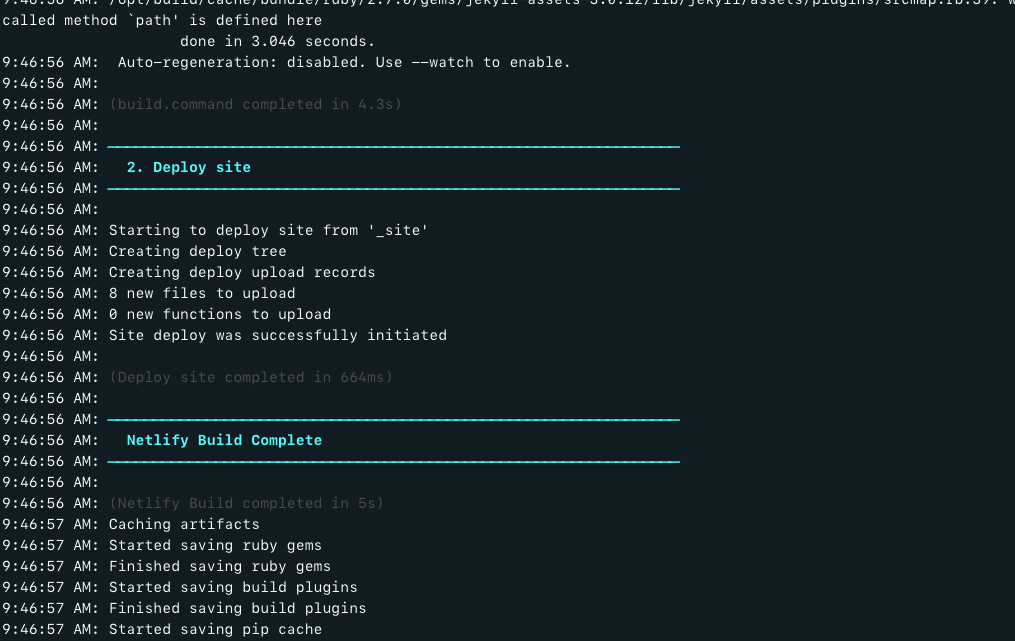 9:46:56 AM: /opt/build/cache/bundle/ruby/2.7.0/gems/jekyll-assets-3.0.12/lib/jekyll/assets/plugins/srcmap.rb:39: w
called method `path' is defined here
done in 3.046 seconds.
9:46:56 AM: Auto-regeneration: disabled. Use --watch to enable.
9:46:56 AM:
9:46:56 AM: (build.command completed in 4.3s)
9:46:56 AM:
9:46:56 AM:
9:46:56 AM: 2. Deploy site
9:46:56 AM:
9:46:56 AM:
9:46:56 AM: Starting to deploy site from '_site'
9:46:56 AM: Creating deploy tree
9:46:56 AM: Creating deploy upload records
9:46:56 AM: 8 new files to upload
9:46:56 AM: 0 new functions to upload
9:46:56 AM: Site deploy was successfully initiated
9:46:56 AM:
9:46:56 AM: (Deploy site completed in 664ms)
9:46:56 AM:
9:46:56 AM:
9:46:56 AM: Netlify Build Complete
9:46:56 AM:
9:46:56 AM:
9:46:56 AM: (Netlify Build completed in 5s)
9:46:57 AM: Caching artifacts
9:46:57 AM: Started saving ruby gems
9:46:57 AM: Finished saving ruby gems
9:46:57 AM: Started saving build plugins
9:46:57 AM: Finished saving build plugins
9:46:57 AM: Started saving pip cache